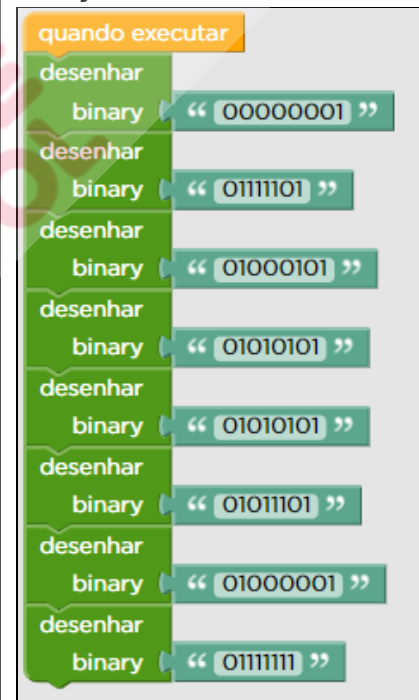 quando executar
desenhar
binary “ 00000001 ”
desenhar
binary “ 01111101 ”
desenhar
binary “ 01000101 ”
desenhar
binary “ 01010101 ”
desenhar
binary “ 01010101 ”
desenhar
binary “ 01011101 ”
desenhar
binary “ 01000001 ”
desenhar
binary “ 01111111 ”